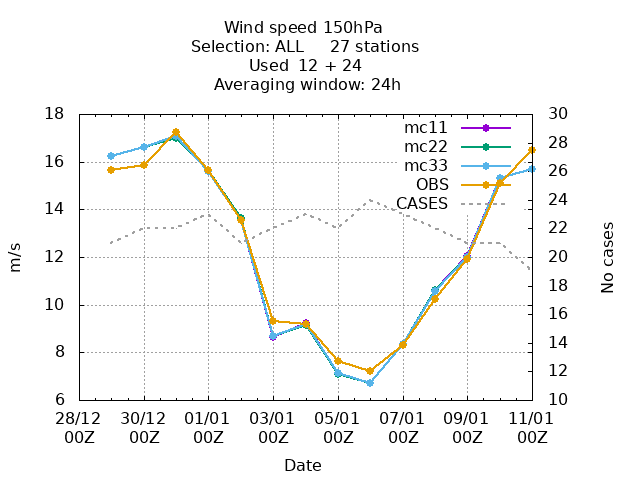 Wind speed 150hPa
Selection: ALL 27 stations
Used 12 + 24
Averaging window: 24h
18 30
mc11
28
mc22
16 mc33 26
OBS
24
CASES
14 22
m/s
No cases
12 20
18
10 16
14
8
12
6 10
28/12 30/12 01/01 03/01 05/01 07/01 09/01 11/01
00Z 00Z 00Z 00Z 00Z 00Z 00Z 00Z
Date